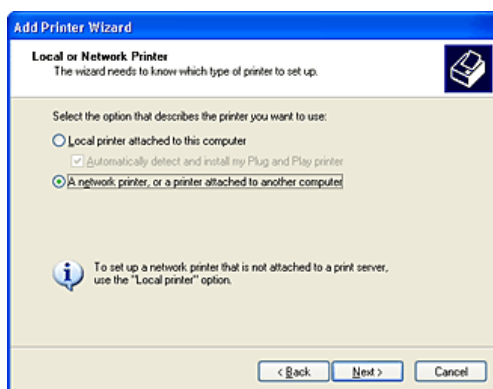 Add Printer Wizard
Local or Network Printer
The wizard needs to know which type of printer to set up.
Select the option that describes the printer you want to use:
Local printer attached to this computer
Automatically detect and install my Plug and Play printer
A network printer, or a printer attached to another computer
To set up a network printer that is not attached to a print server,
use the "Local printer" option.
< Back
Next >
Cancel